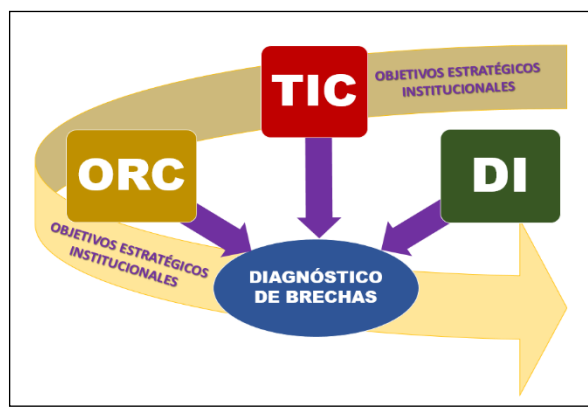 TIC
OBJETIVOS ESTRATÉGICOS
INSTITUCIONALES
ORC
DI
OBJETIVOS ESTRATÉGICOS
INSTITUCIONALES
DIAGNÓSTICO
DE BRECHAS